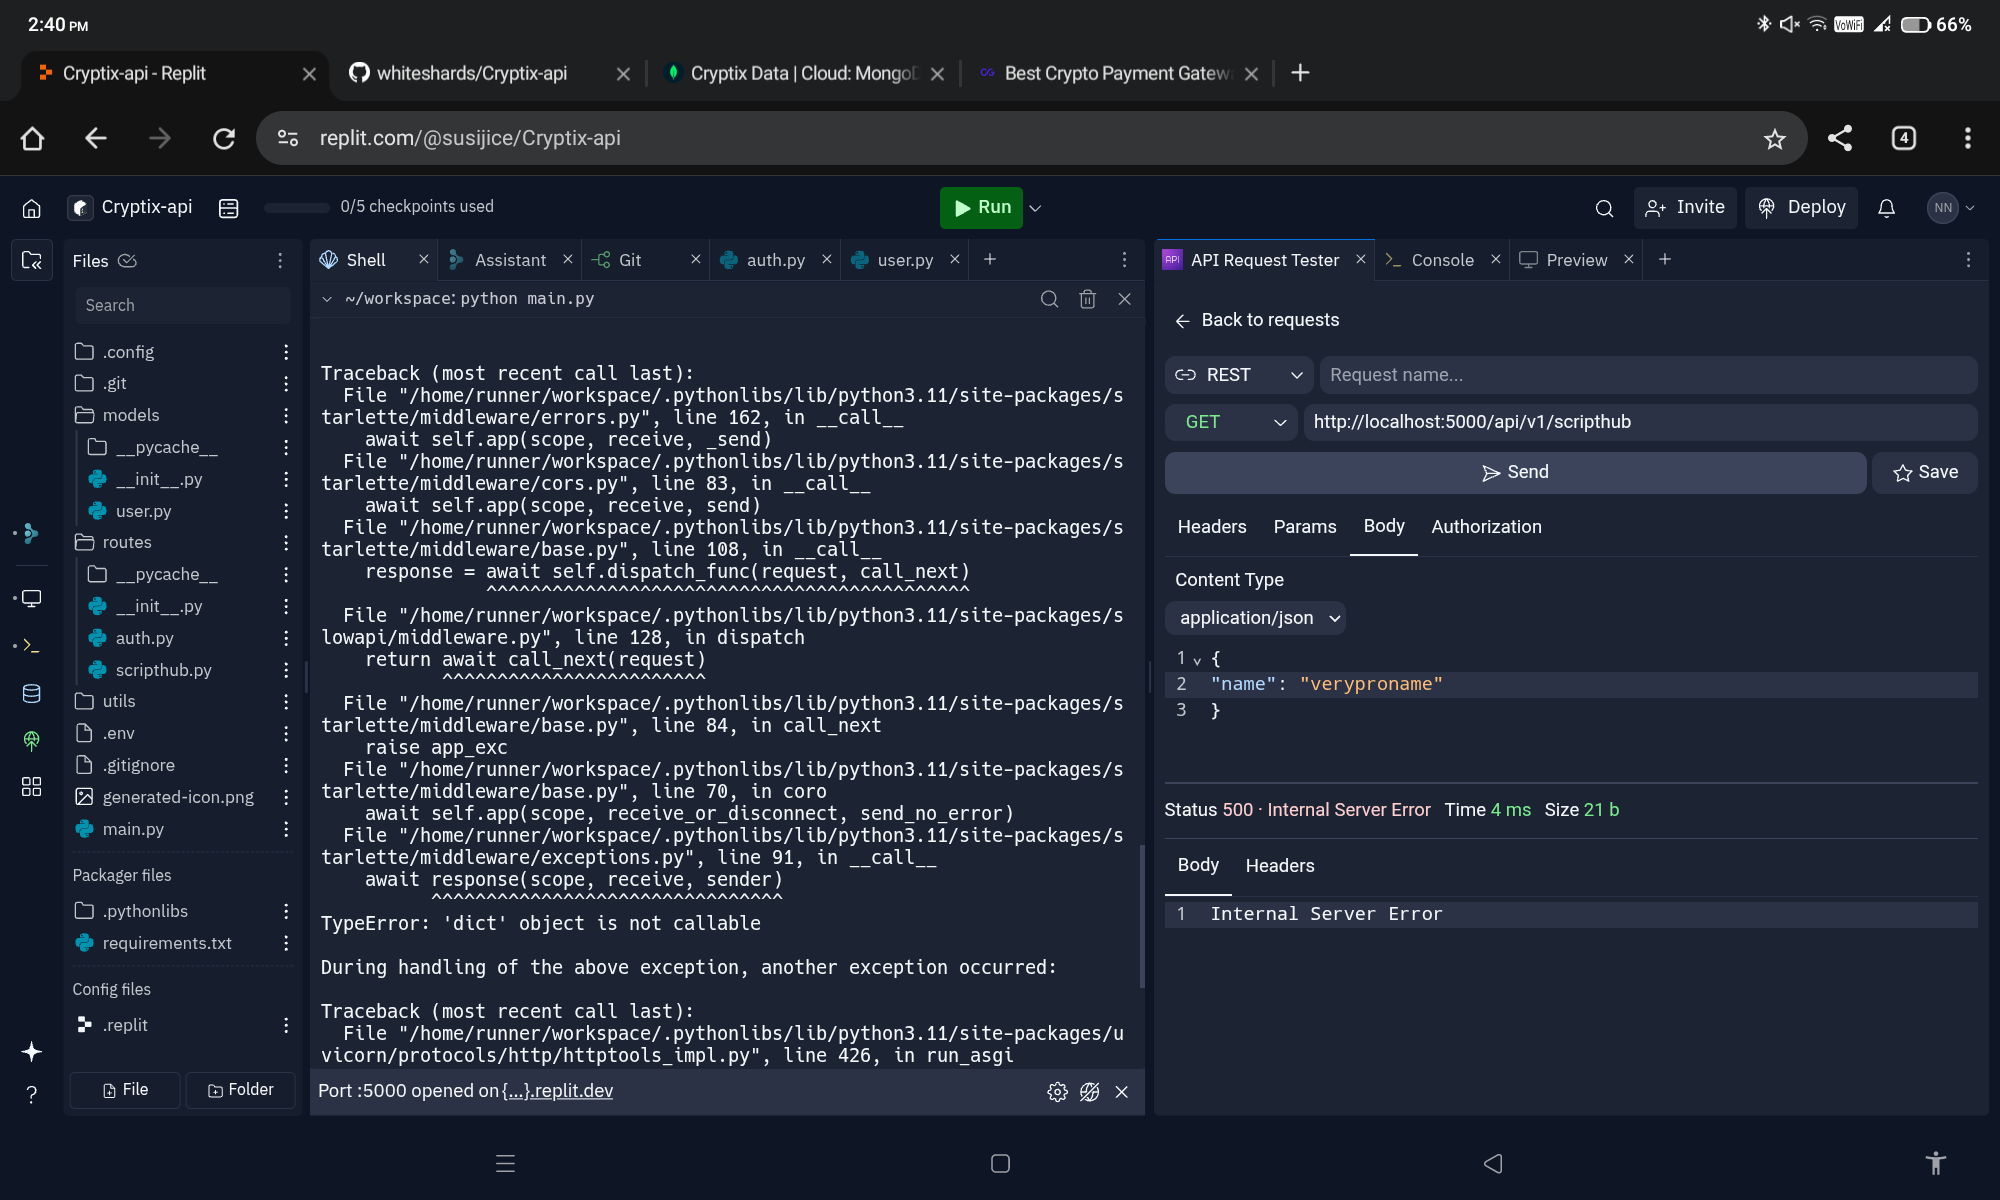 2:40 PM
VoWiFi
66%
Cryptix-api - Replit
whiteshards/Cryptix-api
Cryptix Data | Cloud: MongoD
Best Crypto Payment Gatew
replit.com/@susijice/Cryptix-api
4
Cryptix-api
0/5 checkpoints used
Run
Invite
Deploy
NN
Files
Search
.config
.git
models
__pycache__
__init__.py
user.py
routes
__pycache__
__init__.py
auth.py
scripthub.py
utils
.env
.gitignore
generated-icon.png
main.py
Packager files
.pythonlibs
requirements.txt
Config files
.replit
File
Folder
Shell
Assistant
Git
auth.py
user.py
~/workspace: python main.py
Traceback (most recent call last):
  File "/home/runner/workspace/.pythonlibs/lib/python3.11/site-packages/s
tarlette/middleware/errors.py", line 162, in __call__
    await self.app(scope, receive, _send)
  File "/home/runner/workspace/.pythonlibs/lib/python3.11/site-packages/s
tarlette/middleware/cors.py", line 83, in __call__
    await self.app(scope, receive, send)
  File "/home/runner/workspace/.pythonlibs/lib/python3.11/site-packages/s
tarlette/middleware/base.py", line 108, in __call__
    response = await self.dispatch_func(request, call_next)
               ^^^^^^^^^^^^^^^^^^^^^^^^^^^^^^^^^^^^^^^^^^^^
  File "/home/runner/workspace/.pythonlibs/lib/python3.11/site-packages/s
lowapi/middleware.py", line 128, in dispatch
    return await call_next(request)
           ^^^^^^^^^^^^^^^^^^^^^^^^
  File "/home/runner/workspace/.pythonlibs/lib/python3.11/site-packages/s
tarlette/middleware/base.py", line 84, in call_next
    raise app_exc
  File "/home/runner/workspace/.pythonlibs/lib/python3.11/site-packages/s
tarlette/middleware/base.py", line 70, in coro
    await self.app(scope, receive_or_disconnect, send_no_error)
  File "/home/runner/workspace/.pythonlibs/lib/python3.11/site-packages/s
tarlette/middleware/exceptions.py", line 91, in __call__
    await response(scope, receive, sender)
          ^^^^^^^^^^^^^^^^^^^^^^^^^^^^^^^^
TypeError: 'dict' object is not callable
During handling of the above exception, another exception occurred:
Traceback (most recent call last):
  File "/home/runner/workspace/.pythonlibs/lib/python3.11/site-packages/u
vicorn/protocols/http/httptools_impl.py", line 426, in run_asgi
Port :5000 opened on {...}.replit.dev
API
API Request Tester
Console
Preview
Back to requests
REST
Request name...
GET
http://localhost:5000/api/v1/scripthub
Send
Save
Headers
Params
Body
Authorization
Content Type
application/json
1 {
2 "name": "veryproname"
3 }
Status 500 · Internal Server Error Time 4 ms Size 21 b
Body
Headers
1 Internal Server Error